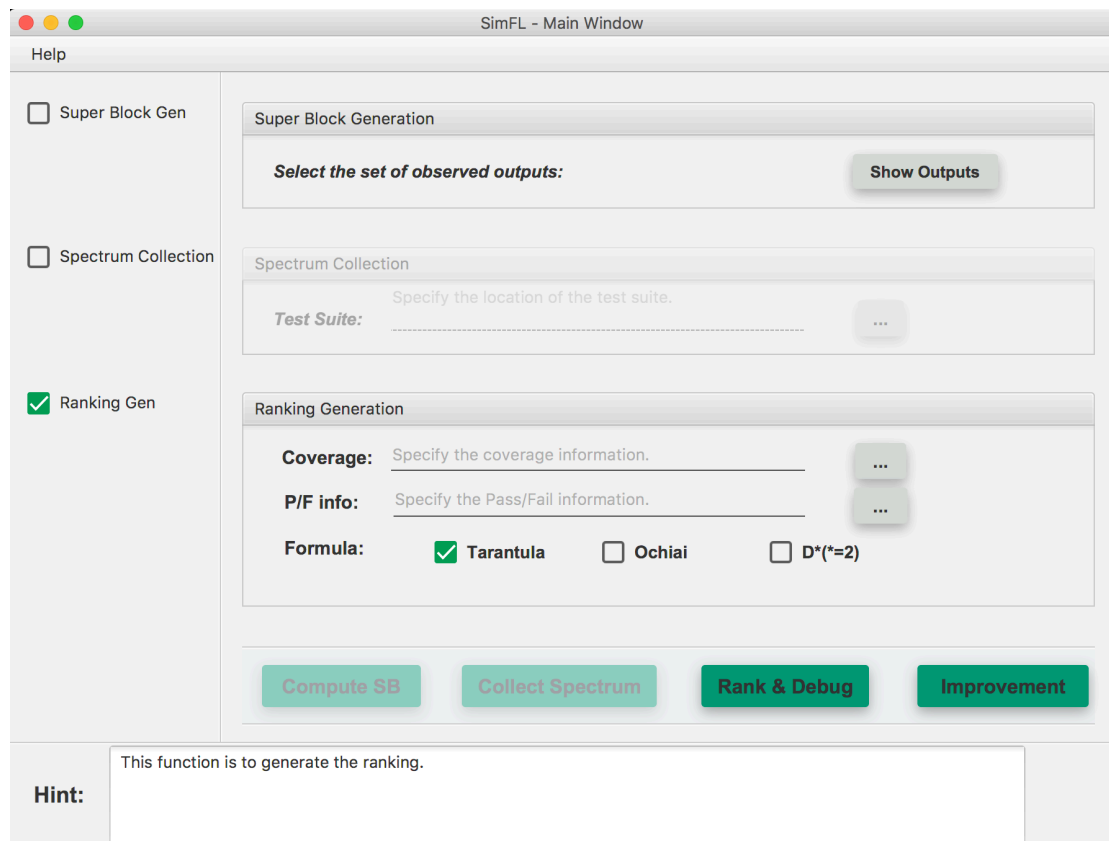 SimFL - Main Window
Help
Super Block Gen
Super Block Generation
Select the set of observed outputs:
Show Outputs
Spectrum Collection
Spectrum Collection
Specify the location of the test suite.
Test Suite:
...
Ranking Gen
Ranking Generation
Coverage:
Specify the coverage information.
...
P/F info:
Specify the Pass/Fail information.
...
Formula:
Tarantula
Ochiai
D*(*=2)
Compute SB
Collect Spectrum
Rank & Debug
Improvement
Hint:
This function is to generate the ranking.